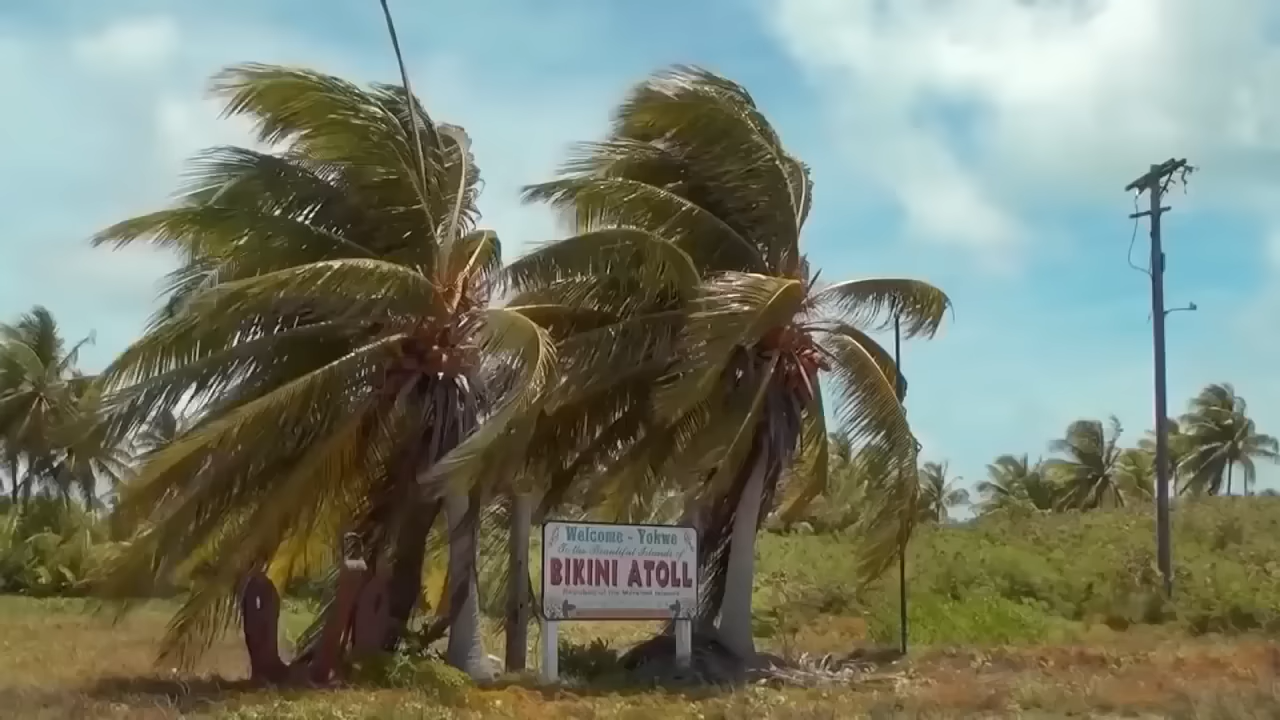 Welcome - Yokwe
To the Beautiful Islands of
BIKINI ATOLL
Republic of the Marshall Islands